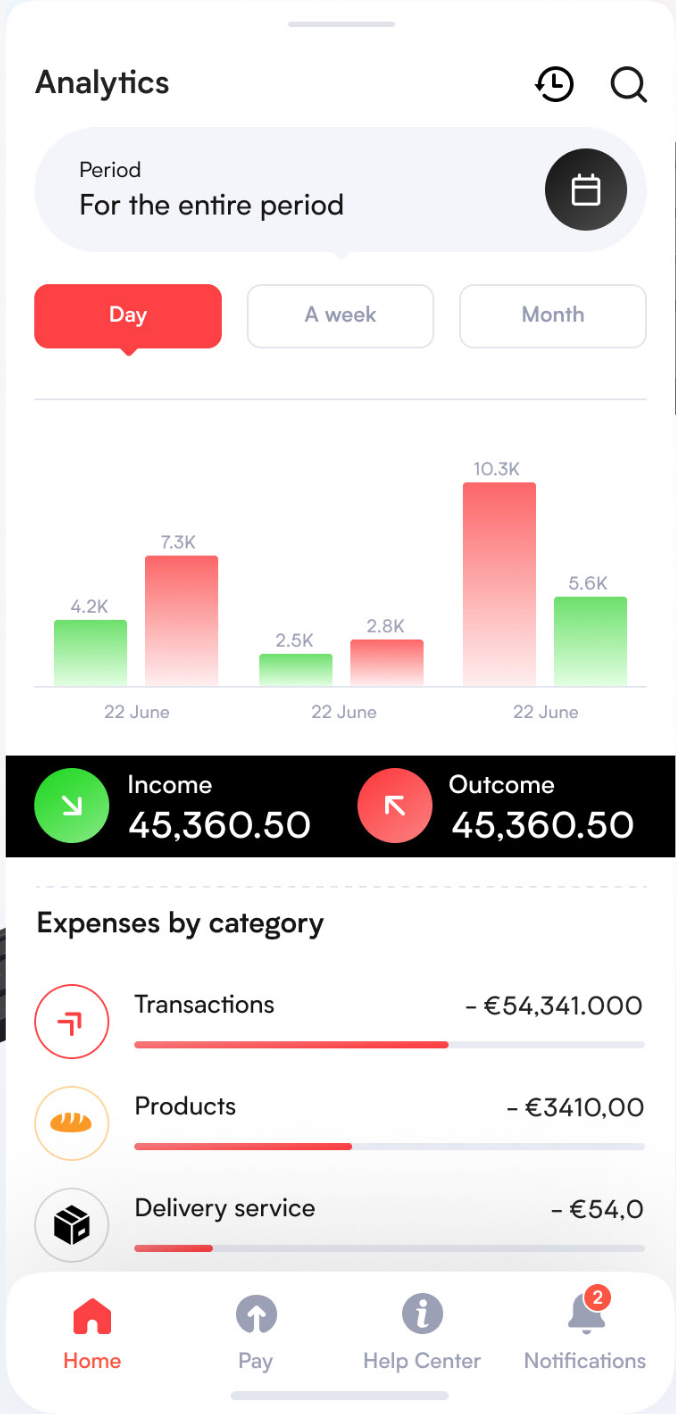 Analytics
Period
For the entire period
Day
A week
Month
10.3K
7.3K
5.6K
4.2K
2.8K
2.5K
22 June
22 June
22 June
Income
45,360.50
Outcome
45,360.50
Expenses by category
Transactions
- €54,341.000
Products
- €3410,00
Delivery service
- €54,0
2
Home
Pay
Help Center
Notifications